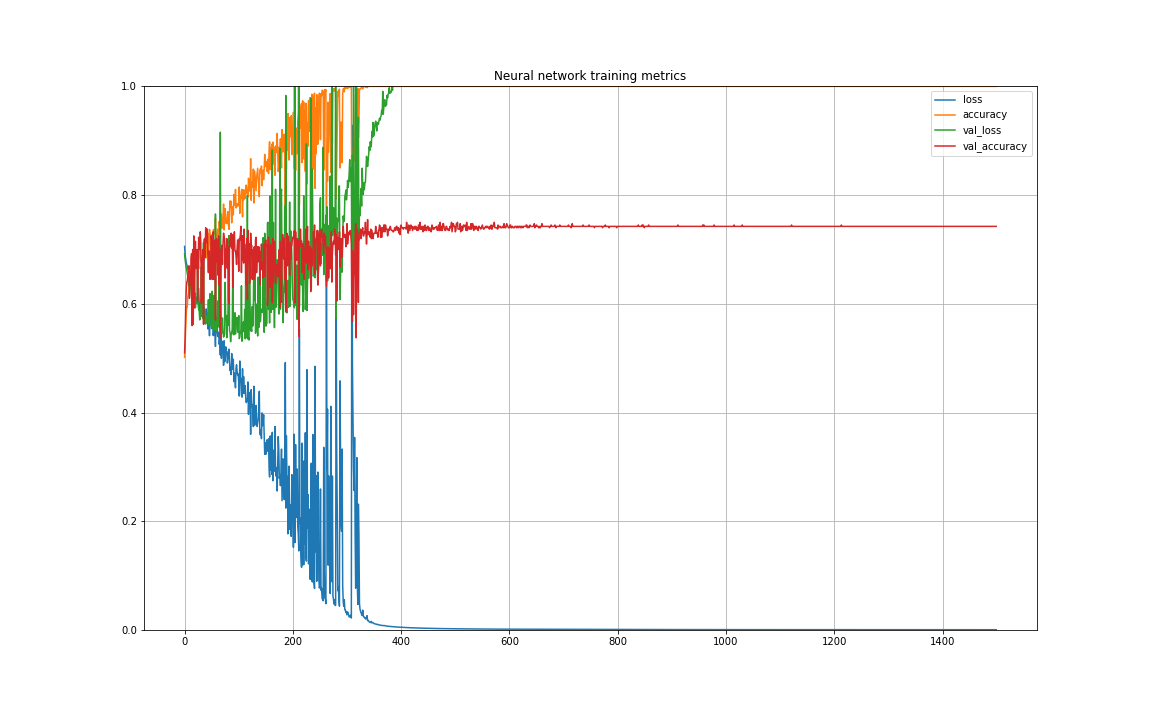 Neural network training metrics
1.0
0.8
0.6
0.4
0.2
0.0
loss
accuracy
val_loss
val_accuracy
0 200 400 600 800 1000 1200 1400